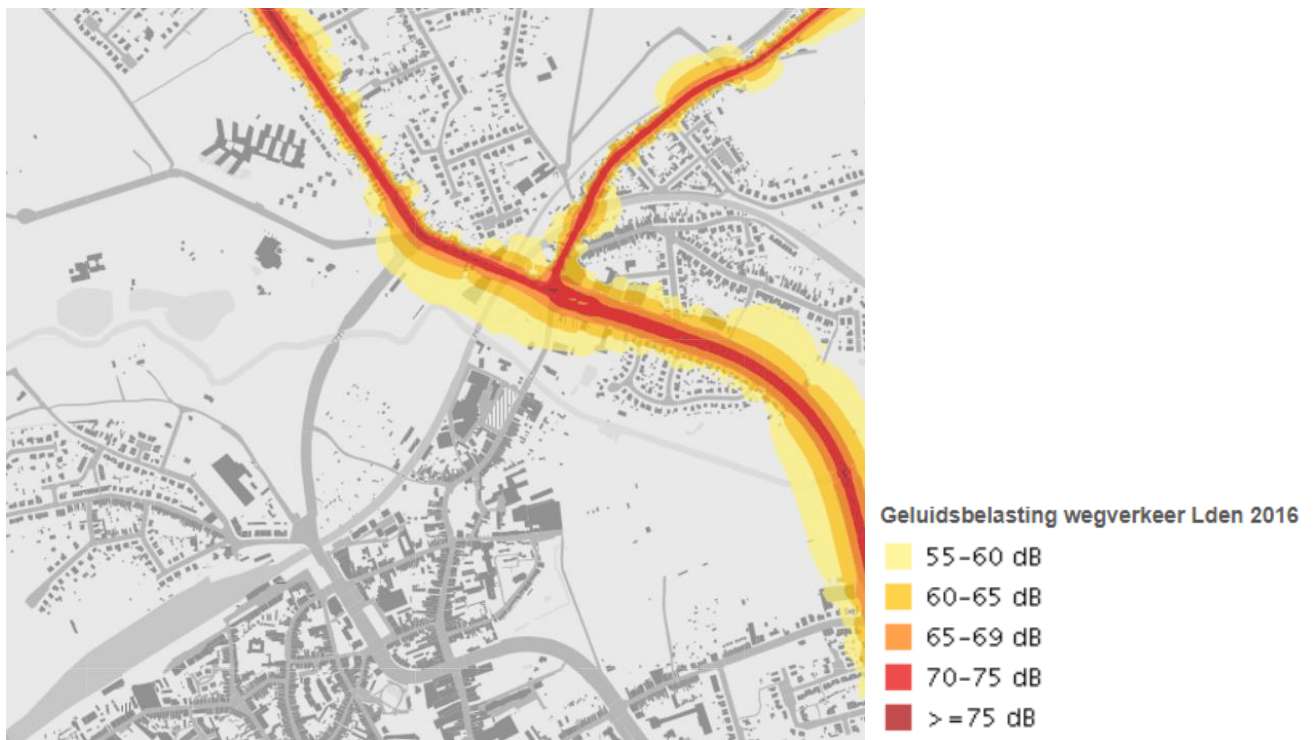 Geluidsbelasting wegverkeer Lden 2016
55-60 dB
60-65 dB
65-69 dB
70-75 dB
>=75 dB